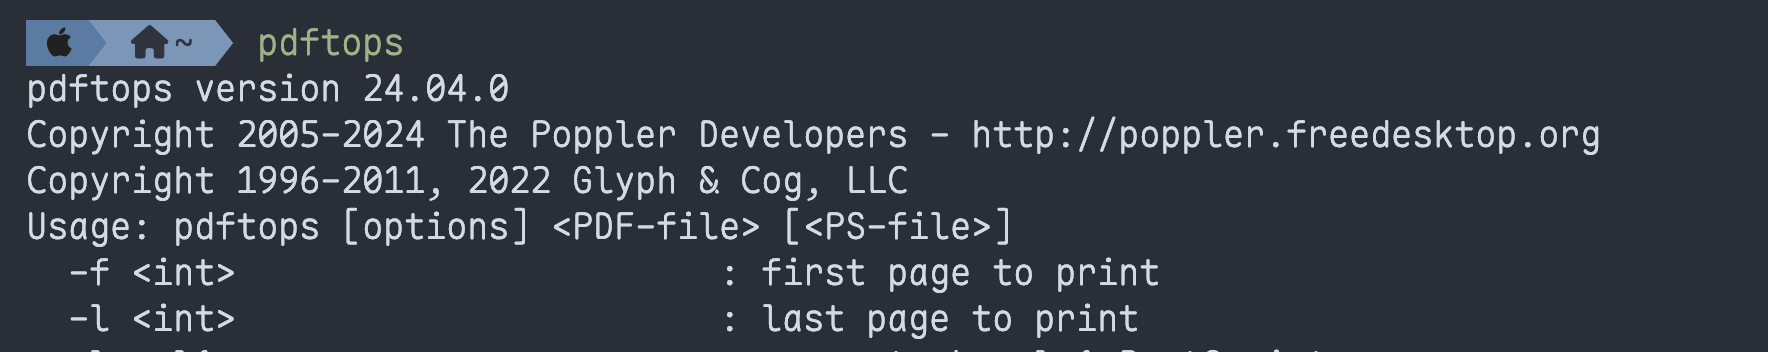 ~ pdftops
pdftops version 24.04.0
Copyright 2005-2024 The Poppler Developers - http://poppler.freedesktop.org
Copyright 1996-2011, 2022 Glyph & Cog, LLC
Usage: pdftops [options] <PDF-file> [<PS-file>]
  -f <int>                       : first page to print
  -l <int>                       : last page to print